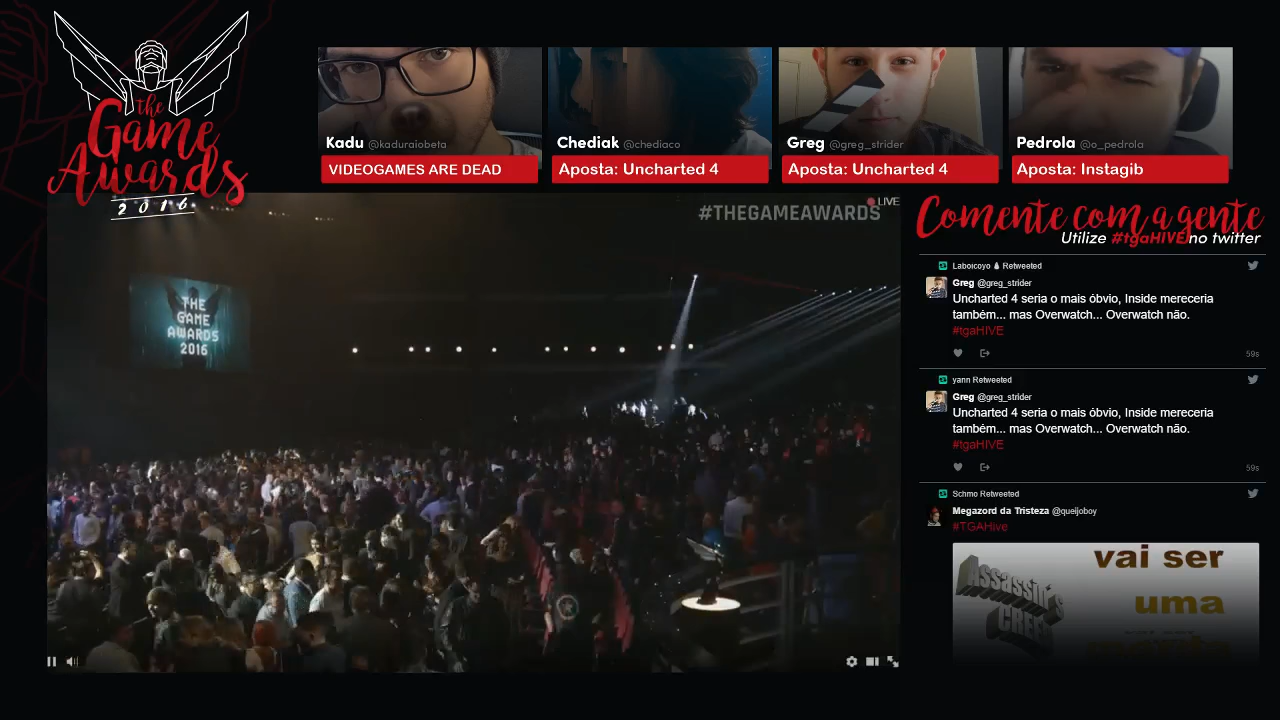 the
Game
Awards
2016
Kadu @kaduraiobeta
VIDEOGAMES ARE DEAD
Chediak @chediaco
Aposta: Uncharted 4
Greg @greg_strider
Aposta: Uncharted 4
Pedrola @o_pedrola
Aposta: Instagib
#THEGAMEAWARDS
LIVE
THE
GAME
AWARDS
2016
Comente com a gente
Utilize #tgaHIVE no twitter
Laboicoyo Retweeted
Greg @greg_strider
Uncharted 4 seria o mais óbvio, Inside mereceria
também... mas Overwatch... Overwatch não.
#tgaHIVE
59s
yann Retweeted
Greg @greg_strider
Uncharted 4 seria o mais óbvio, Inside mereceria
também... mas Overwatch... Overwatch não.
#tgaHIVE
59s
Schmo Retweeted
Megazord da Tristeza @queijoboy
#TGAHive
Assassin's
Creed
vai ser
uma